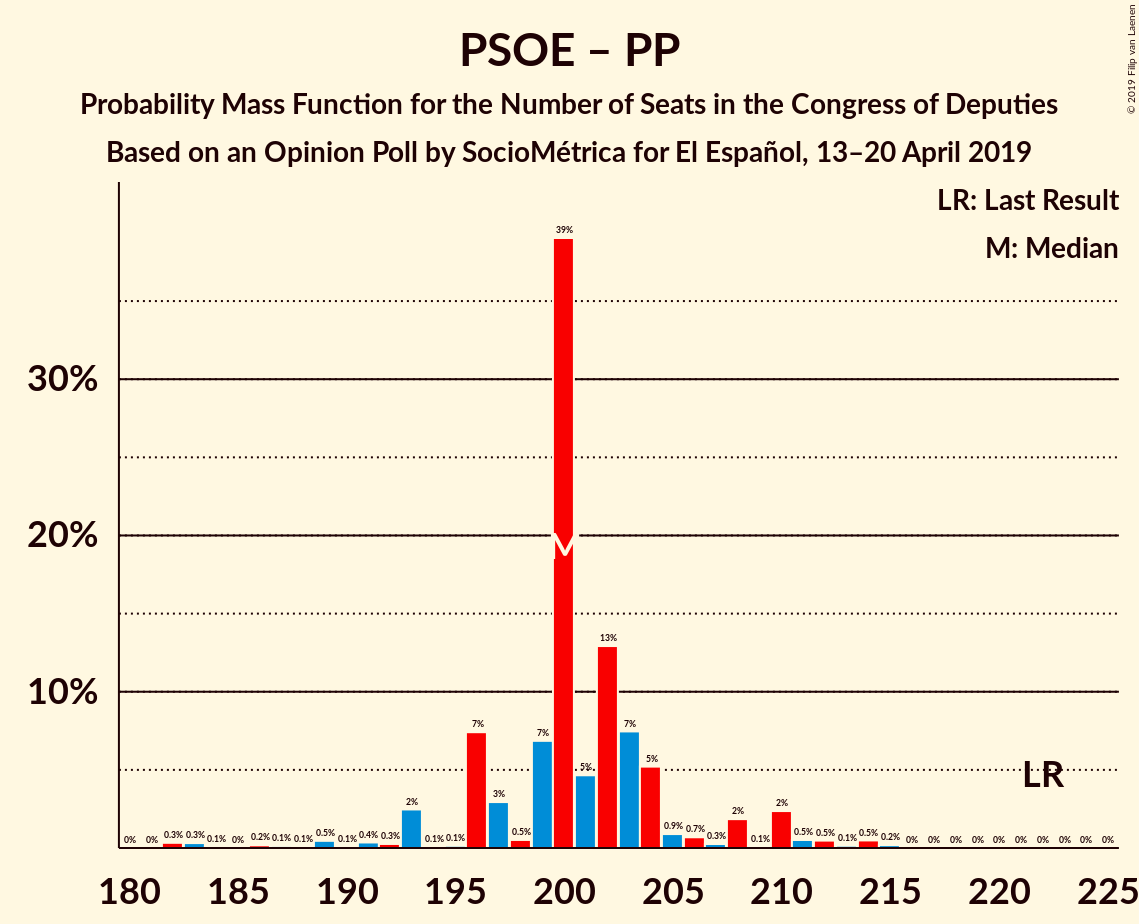 PSOE – PP
Probability Mass Function for the Number of Seats in the Congress of Deputies
Based on an Opinion Poll by SocioMétrica for El Español, 13–20 April 2019
© 2019 Filip van Laenen
LR: Last Result
M: Median
30%
20%
10%
0% 0% 0.3% 0.3% 0.1% 0% 0.2% 0.1% 0.1% 0.5% 0.1% 0.4% 0.3% 2% 0.1% 0.1% 7% 3% 0.5% 7% 39% 5% 13% 7% 5% 0.9% 0.7% 0.3% 2% 0.1% 2% 0.5% 0.5% 0.1% 0.5% 0.2% 0% 0% 0% 0% 0% 0% 0% 0% 0% 0%
M
LR
180 185 190 195 200 205 210 215 220 225